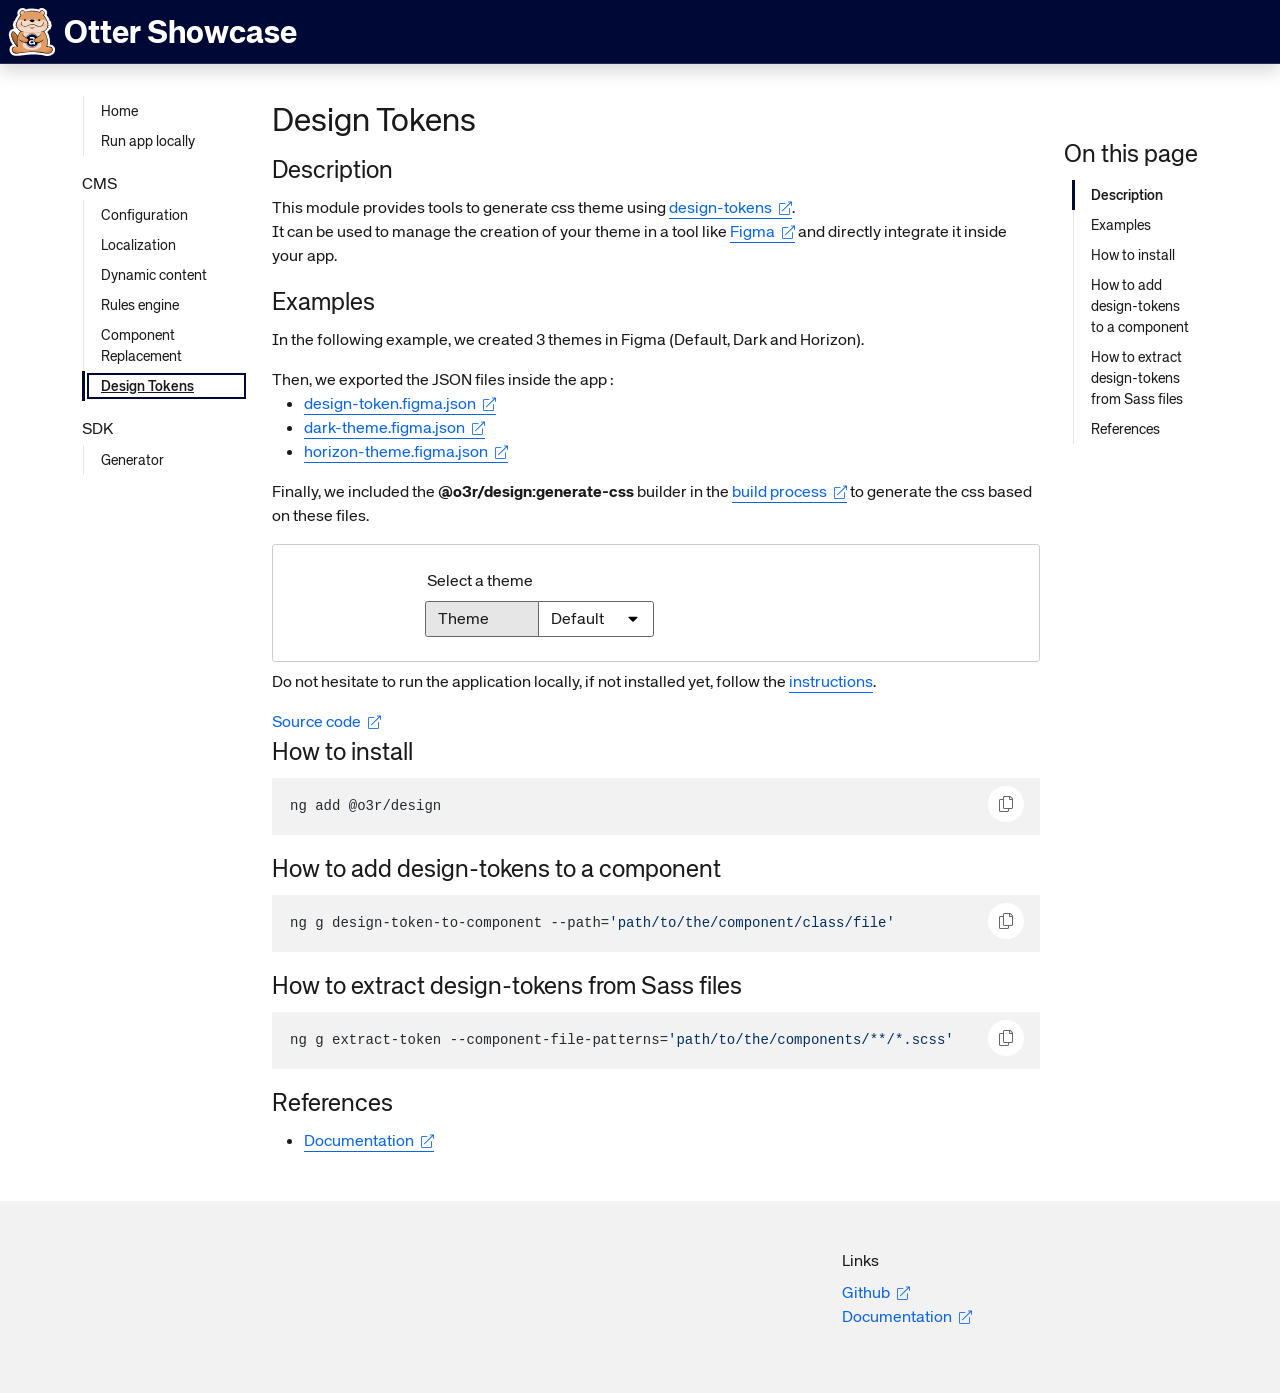 Otter Showcase
Home
Run app locally
CMS
Configuration
Localization
Dynamic content
Rules engine
Component
Replacement
Design Tokens
SDK
Generator
Design Tokens
Description
This module provides tools to generate css theme using design-tokens.
It can be used to manage the creation of your theme in a tool like Figma and directly integrate it inside
your app.
Examples
In the following example, we created 3 themes in Figma (Default, Dark and Horizon).
Then, we exported the JSON files inside the app :
design-token.figma.json
dark-theme.figma.json
horizon-theme.figma.json
Finally, we included the @o3r/design:generate-css builder in the build process to generate the css based
on these files.
Select a theme
Theme Default
Do not hesitate to run the application locally, if not installed yet, follow the instructions.
Source code
How to install
ng add @o3r/design
How to add design-tokens to a component
ng g design-token-to-component --path='path/to/the/component/class/file'
How to extract design-tokens from Sass files
ng g extract-token --component-file-patterns='path/to/the/components/**/*.scss'
References
Documentation
On this page
Description
Examples
How to install
How to add
design-tokens
to a component
How to extract
design-tokens
from Sass files
References
Links
Github
Documentation